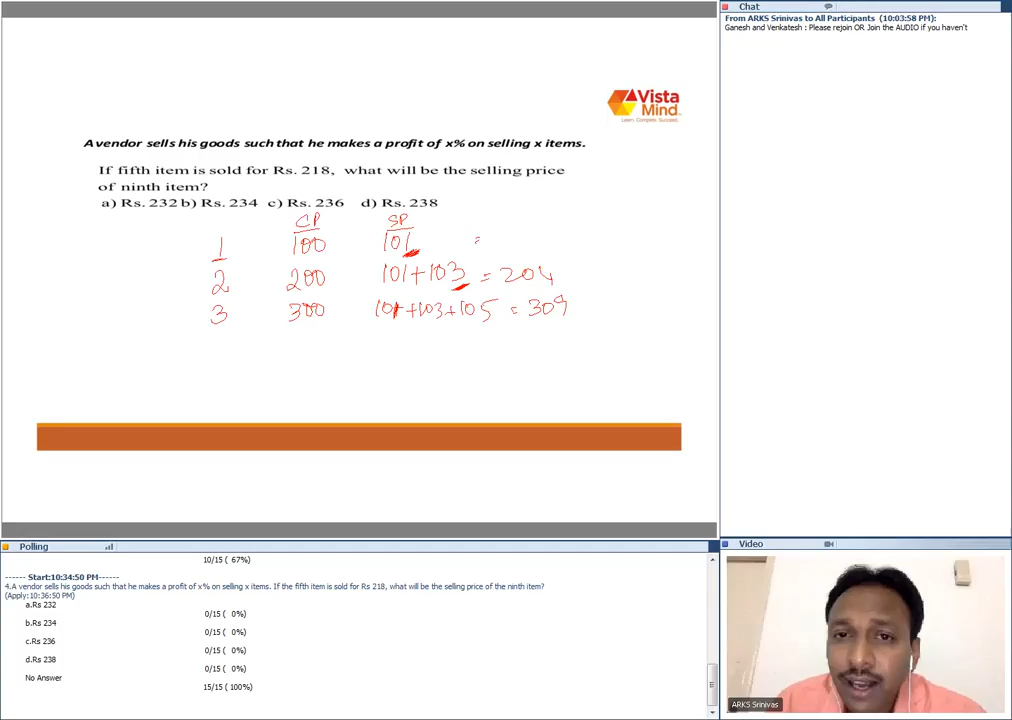 Vista
Mind
Learn. Compete. Succeed.
A vendor sells his goods such that he makes a profit of x% on selling x items.
If fifth item is sold for Rs. 218, what will be the selling price
of ninth item?
a) Rs. 232 b) Rs. 234 c) Rs. 236 d) Rs. 238
CP SP
1 100 101 =
2 200 101+103 = 204
3 300 101+103+105 = 309
Chat
From ARKS Srinivas to All Participants (10:03:58 PM):
Ganesh and Venkatesh : Please rejoin OR Join the AUDIO if you haven't
Polling
10/15 ( 67%)
------ Start:10:34:50 PM------
4.A vendor sells his goods such that he makes a profit of x% on selling x items. If the fifth item is sold for Rs 218, what will be the selling price of the ninth item?
(Apply:10:36:50 PM)
a.Rs 232
0/15 ( 0%)
b.Rs 234
0/15 ( 0%)
c.Rs 236
0/15 ( 0%)
d.Rs 238
0/15 ( 0%)
No Answer
15/15 ( 100%)
Video
ARKS Srinivas